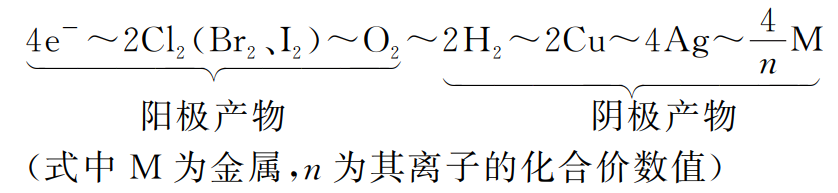 4e⁻～2Cl₂(Br₂、I₂)～O₂～2H₂～2Cu～4Ag～4/n M
阳极产物 阴极产物
(式中 M 为金属,n 为其离子的化合价数值)